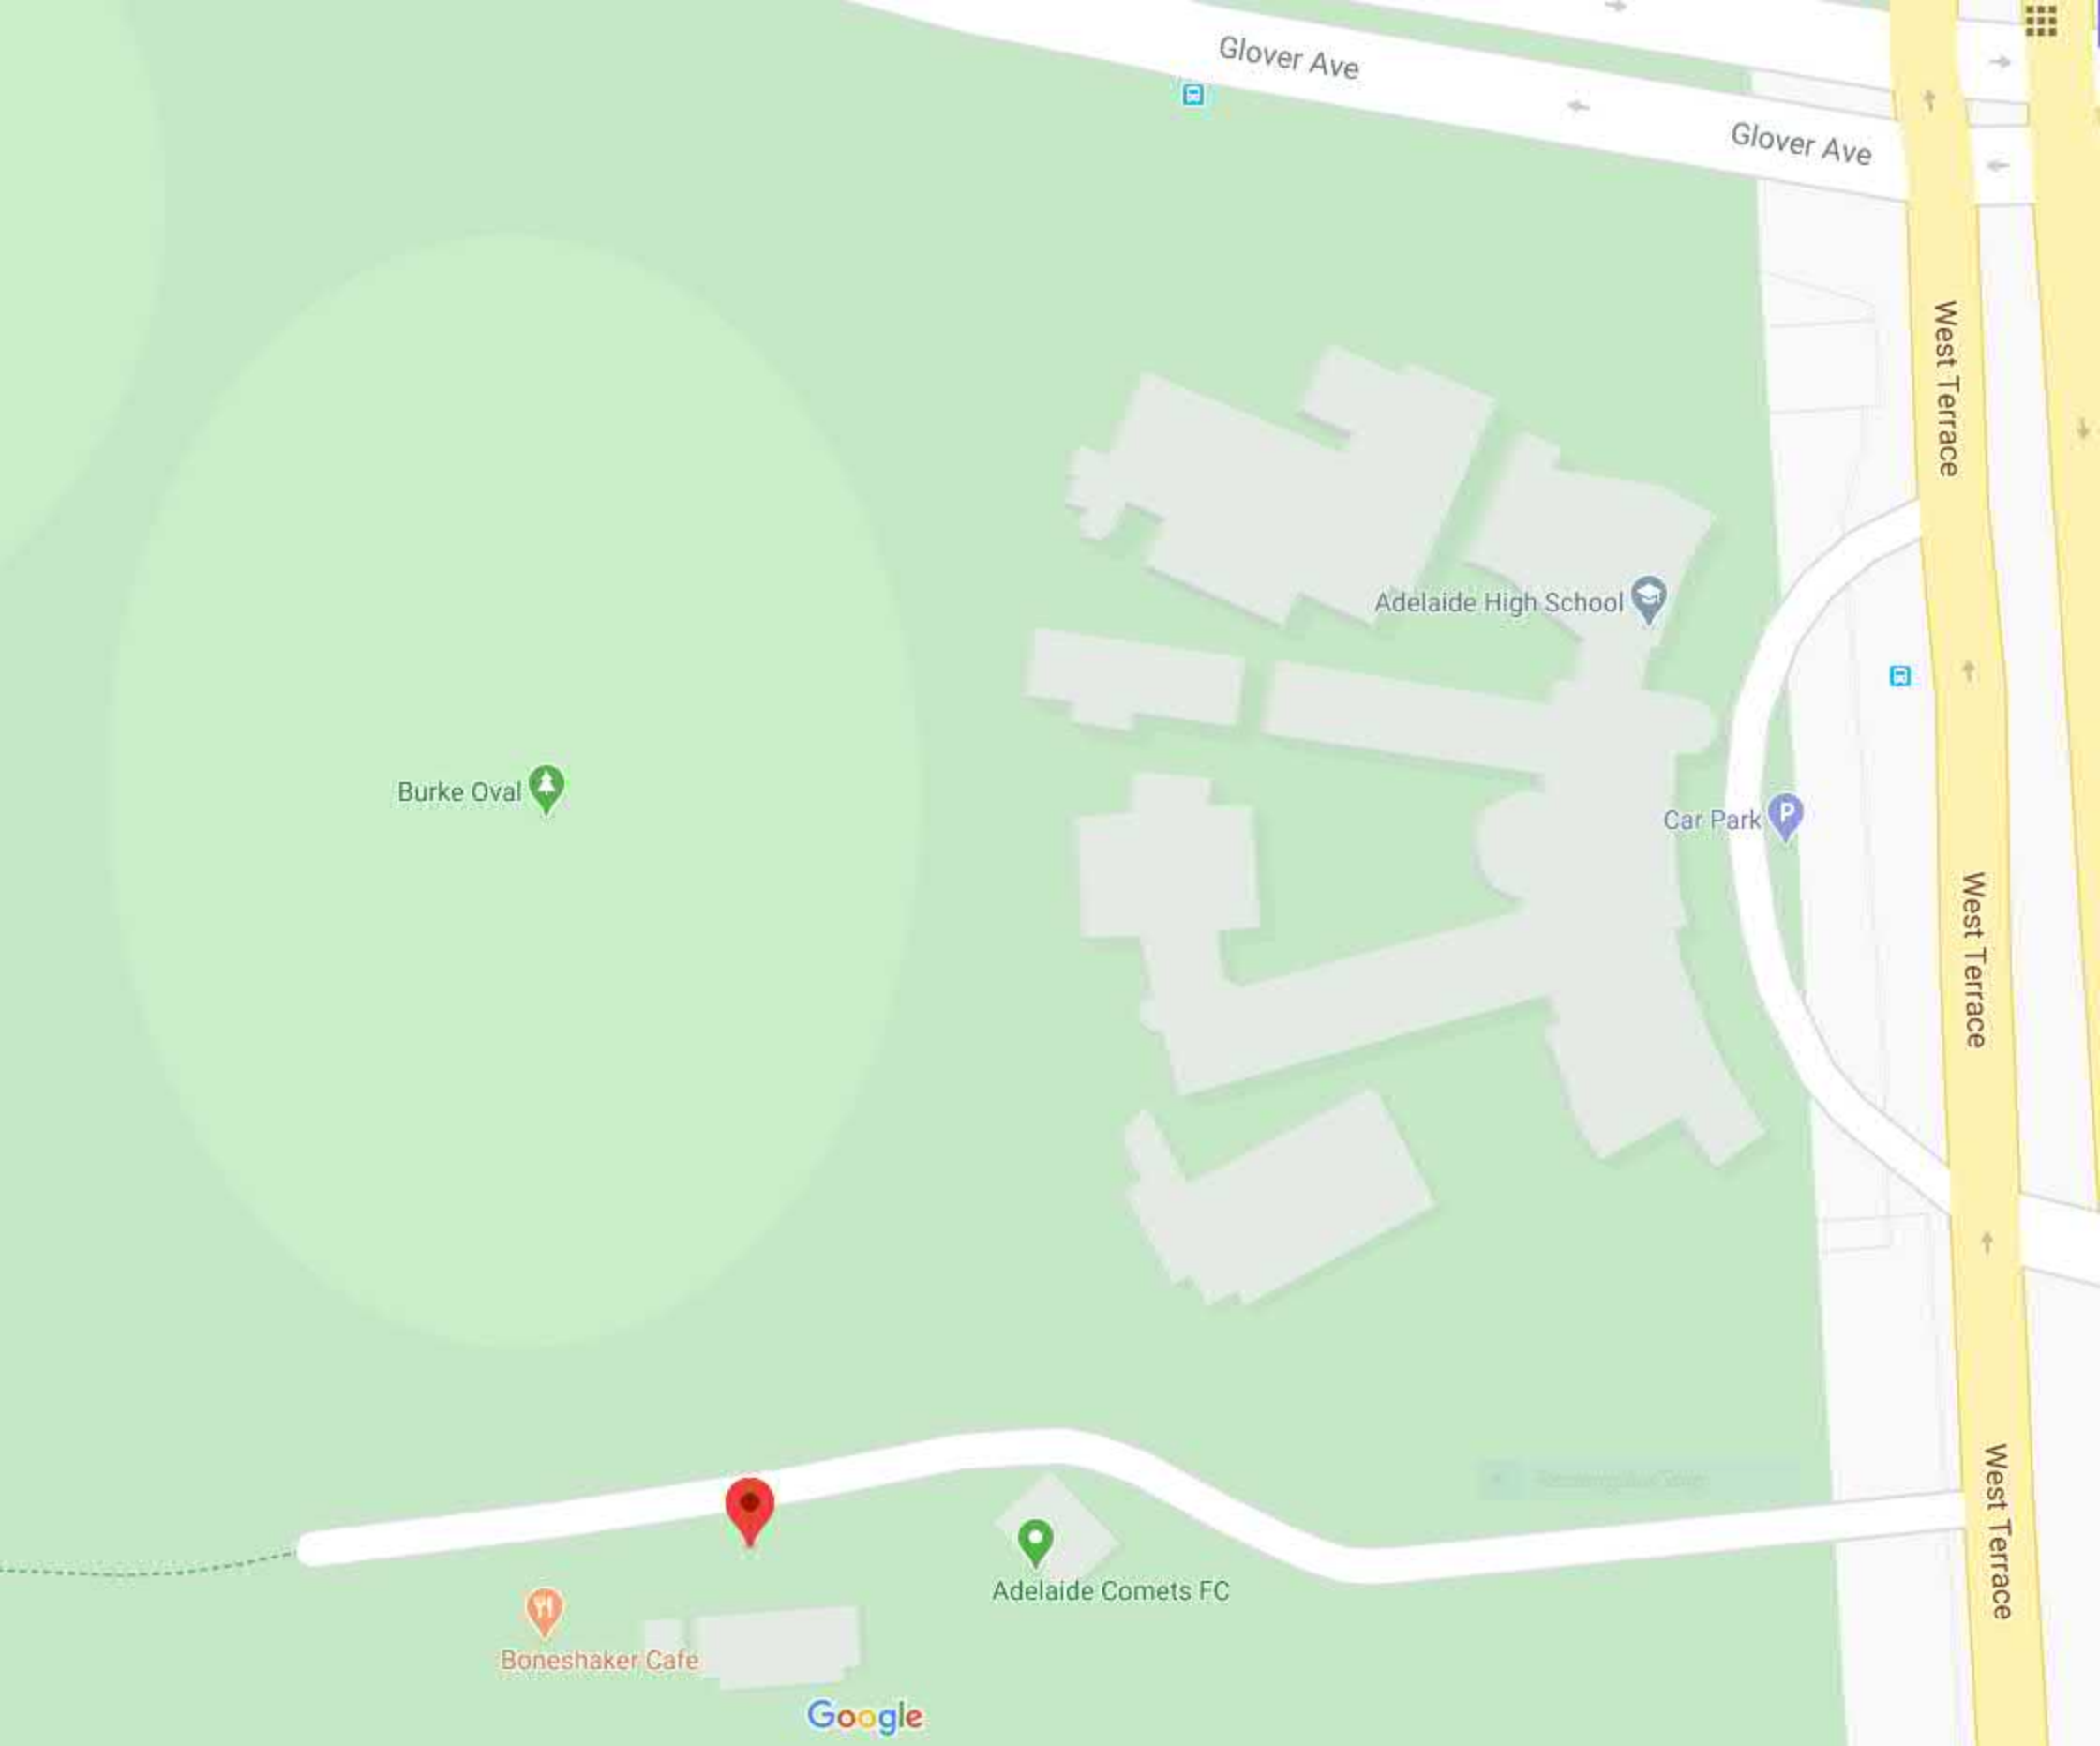 Glover Ave
Glover Ave
West Terrace
Adelaide High School
Burke Oval
Car Park
P
West Terrace
West Terrace
Adelaide Comets FC
Boneshaker Cafe
Google